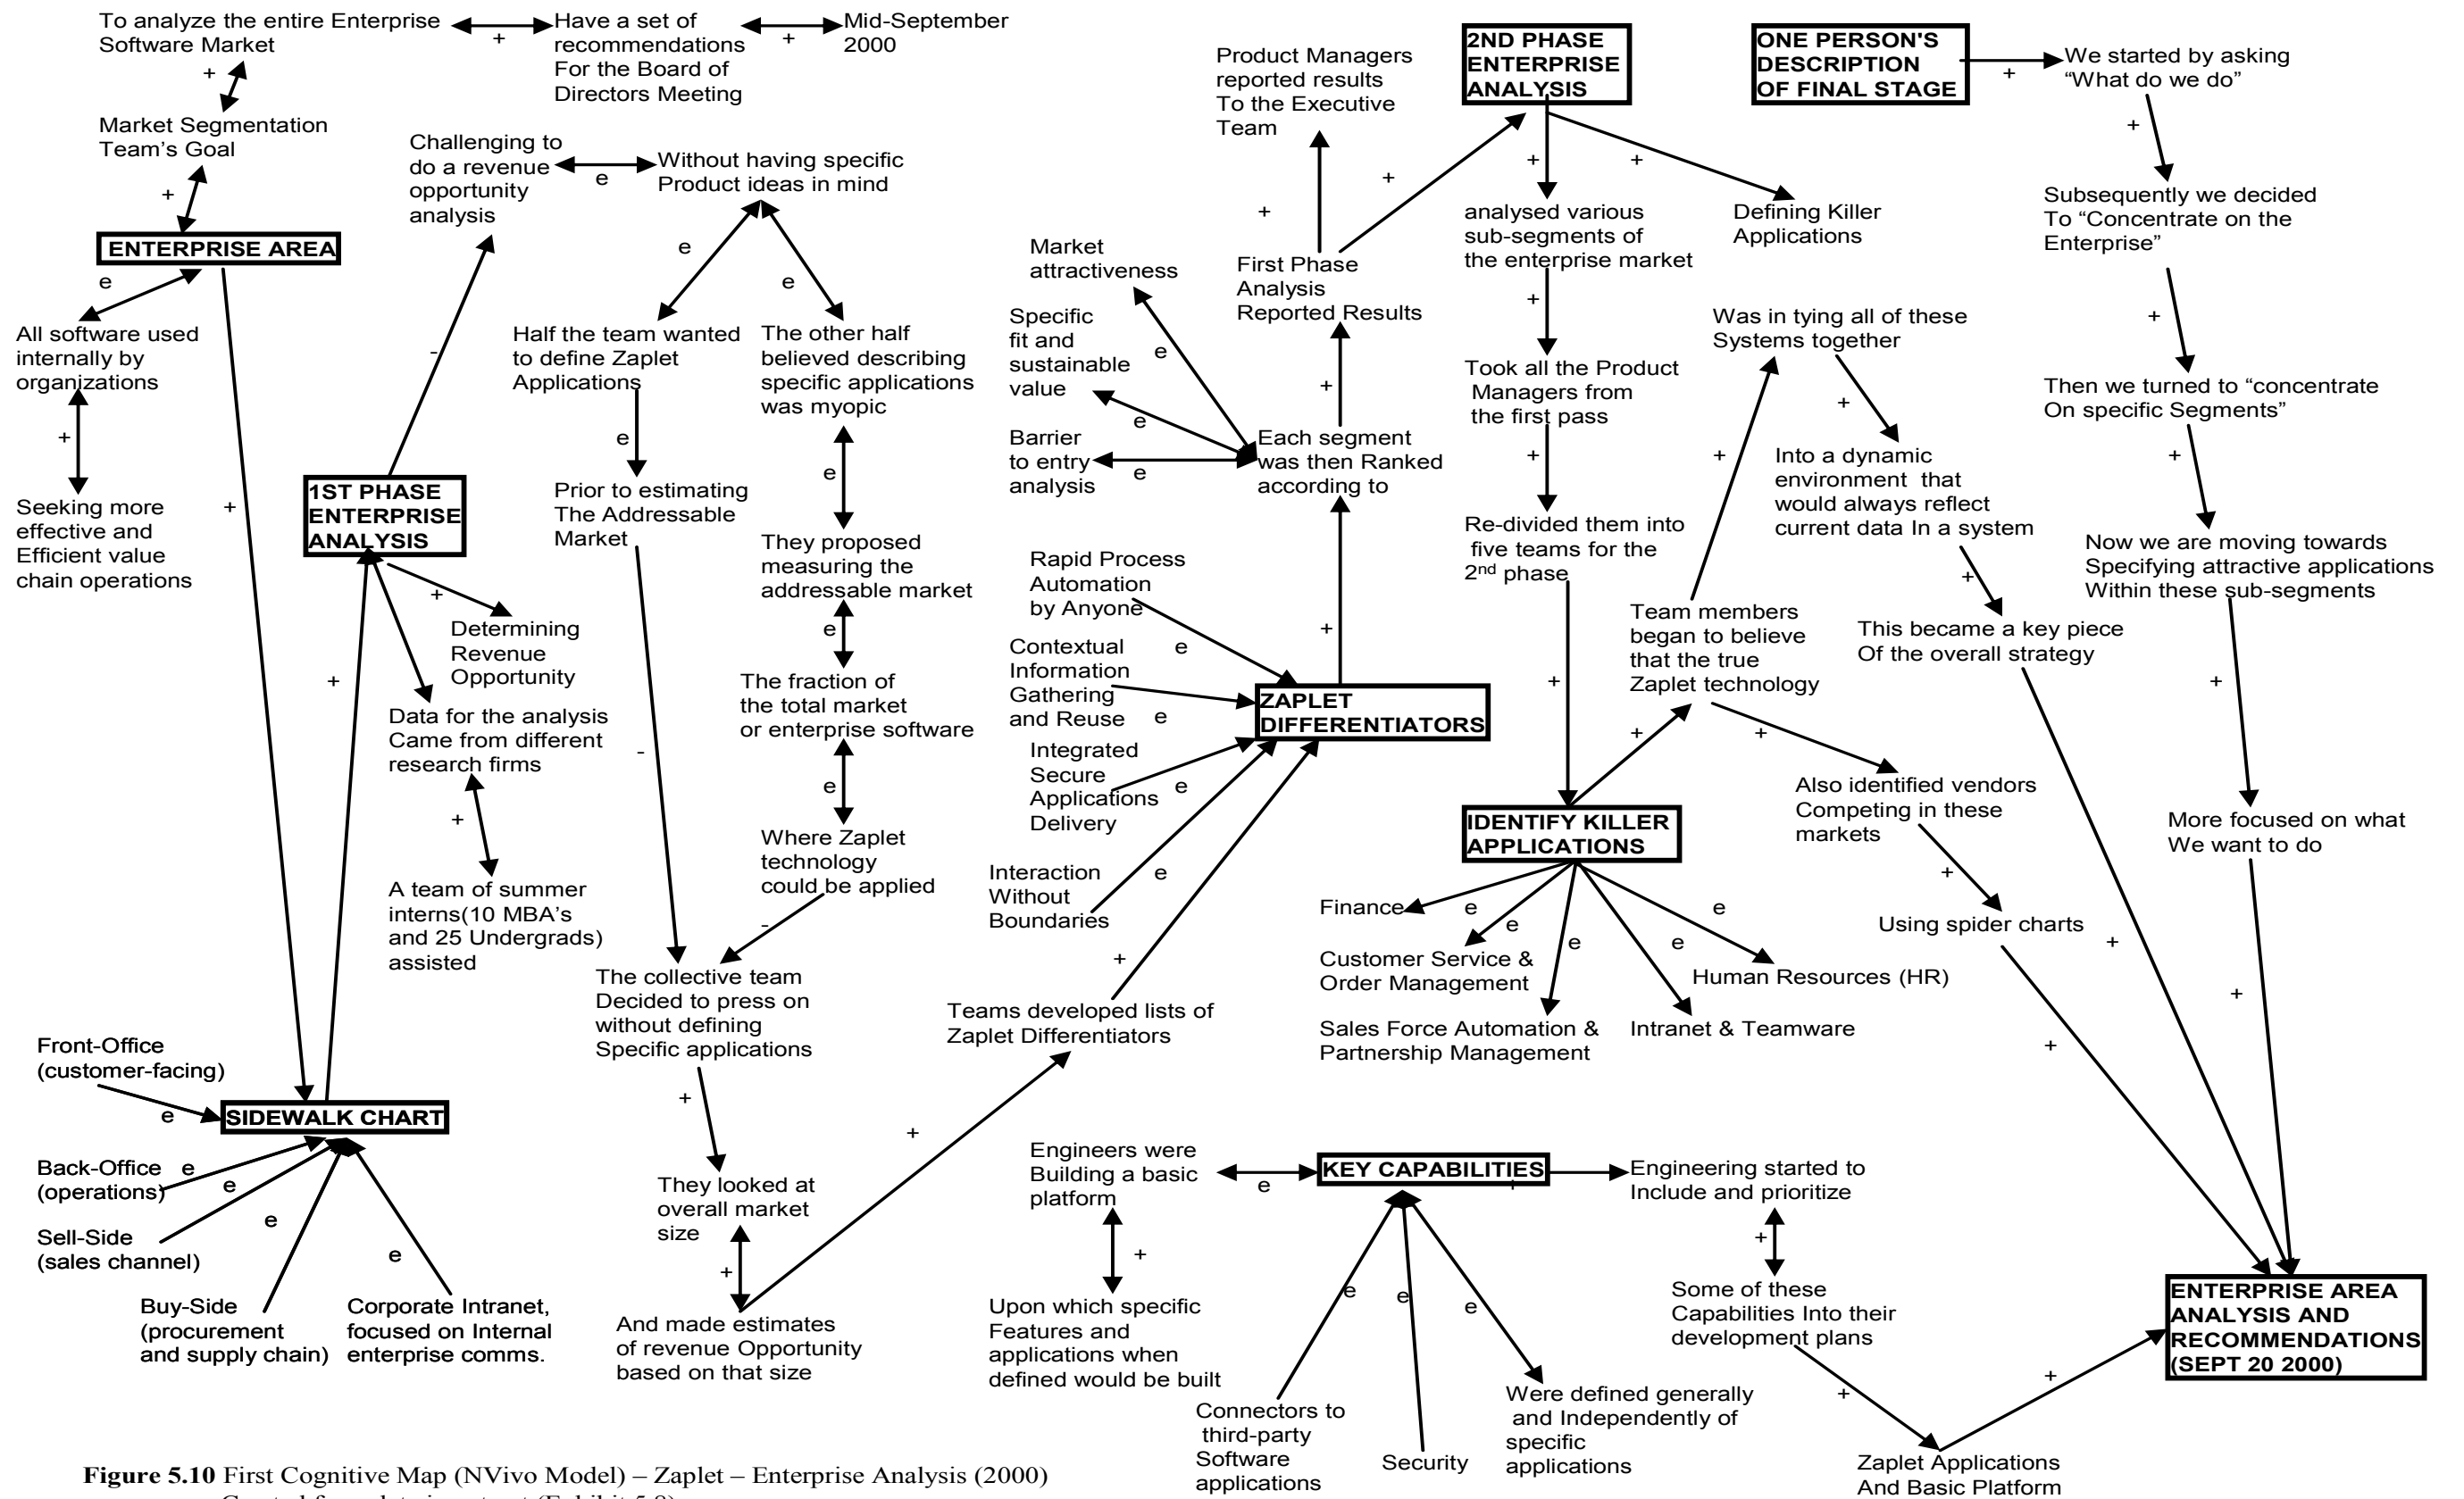 To analyze the entire Enterprise
Software Market
+
Have a set of
recommendations
For the Board of
Directors Meeting
+
Mid-September
2000
+
Market Segmentation
Team's Goal
+
ENTERPRISE AREA
e
All software used
internally by
organizations
+
Seeking more
effective and
Efficient value
chain operations
+
Challenging to
do a revenue
opportunity
analysis
e
Without having specific
Product ideas in mind
-
e
e
Half the team wanted
to define Zaplet
Applications
The other half
believed describing
specific applications
was myopic
e
e
1ST PHASE
ENTERPRISE
ANALYSIS
Prior to estimating
The Addressable
Market
They proposed
measuring the
addressable market
+
e
Determining
Revenue
Opportunity
+
The fraction of
the total market
or enterprise software
Data for the analysis
Came from different
research firms
-
e
+
Where Zaplet
technology
could be applied
A team of summer
interns(10 MBA's
and 25 Undergrads)
assisted
-
The collective team
Decided to press on
without defining
Specific applications
Front-Office
(customer-facing)
e
SIDEWALK CHART
Back-Office
(operations)
e
e
Sell-Side
(sales channel)
e
e
Buy-Side
(procurement
and supply chain)
Corporate Intranet,
focused on Internal
enterprise comms.
+
They looked at
overall market
size
+
And made estimates
of revenue Opportunity
based on that size
+
Teams developed lists of
Zaplet Differentiators
+
Product Managers
reported results
To the Executive
Team
+
+
First Phase
Analysis
Reported Results
Market
attractiveness
e
Specific
fit and
sustainable
value
e
Barrier
to entry
analysis
e
+
Each segment
was then Ranked
according to
+
Rapid Process
Automation
by Anyone
e
Contextual
Information
Gathering
and Reuse
e
ZAPLET
DIFFERENTIATORS
Integrated
Secure
Applications
Delivery
e
Interaction
Without
Boundaries
e
2ND PHASE
ENTERPRISE
ANALYSIS
+
+
analysed various
sub-segments of
the enterprise market
Defining Killer
Applications
+
Took all the Product
Managers from
the first pass
+
Re-divided them into
five teams for the
2nd phase
+
IDENTIFY KILLER
APPLICATIONS
e
e
e
e
e
Finance
Customer Service &
Order Management
Human Resources (HR)
Sales Force Automation &
Partnership Management
Intranet & Teamware
+
Team members
began to believe
that the true
Zaplet technology
+
Was in tying all of these
Systems together
+
Into a dynamic
environment that
would always reflect
current data In a system
+
This became a key piece
Of the overall strategy
+
+
Also identified vendors
Competing in these
markets
+
Using spider charts
+
ONE PERSON'S
DESCRIPTION
OF FINAL STAGE
+
We started by asking
“What do we do”
+
Subsequently we decided
To “Concentrate on the
Enterprise”
+
Then we turned to “concentrate
On specific Segments”
+
Now we are moving towards
Specifying attractive applications
Within these sub-segments
+
More focused on what
We want to do
+
Engineers were
Building a basic
platform
e
KEY CAPABILITIES
+
Engineering started to
Include and prioritize
+
Upon which specific
Features and
applications when
defined would be built
e
e
e
Connectors to
third-party
Software
applications
Security
Were defined generally
and Independently of
specific
applications
+
Some of these
Capabilities Into their
development plans
+
Zaplet Applications
And Basic Platform
+
ENTERPRISE AREA
ANALYSIS AND
RECOMMENDATIONS
(SEPT 20 2000)
Figure 5.10 First Cognitive Map (NVivo Model) – Zaplet – Enterprise Analysis (2000)